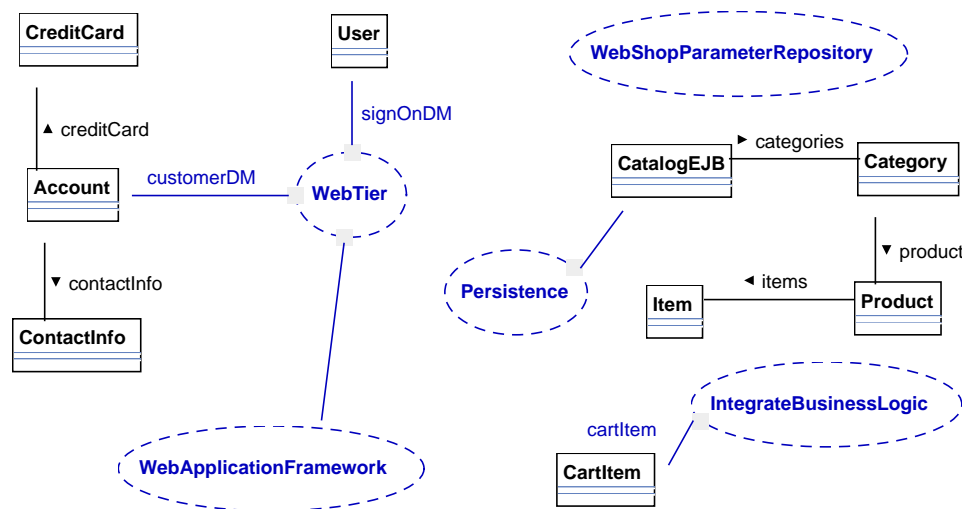 CreditCard
User
WebShopParameterRepository
signOnDM
▲ creditCard
► categories
CatalogEJB
Category
Account
customerDM
WebTier
▼ product
▼ contactInfo
◄ items
Persistence
Item
Product
ContactInfo
IntegrateBusinessLogic
cartItem
WebApplicationFramework
CartItem